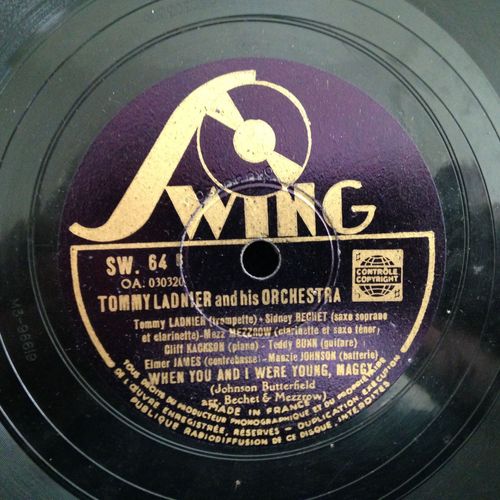 SWING
SW. 64
OA. 030320
CONTRÔLE
COPYRIGHT
TOMMY LADNIER and his ORCHESTRA
Tommy LADNIER (trompette) - Sidney BECHET (saxo soprano
et clarinette) - Mezz MEZZROW (clarinette et saxo ténor)
Cliff KACKSON (piano) - Teddy BUNN (guitare)
Elmer JAMES (contrebasse) - Manzie JOHNSON (batterie)
WHEN YOU AND I WERE YOUNG, MAGGY
(Johnson Butterfield
arr. Bechet & Mezzrow)
MADE IN FRANCE
TOUS DROITS DU PRODUCTEUR PHONOGRAPHIQUE ET DU PROPRIÉTAIRE
DE L'ŒUVRE ENREGISTRÉE, RÉSERVÉS - DUPLICATION, EXÉCUTION
PUBLIQUE RADIODIFFUSION DE CE DISQUE, INTERDITES